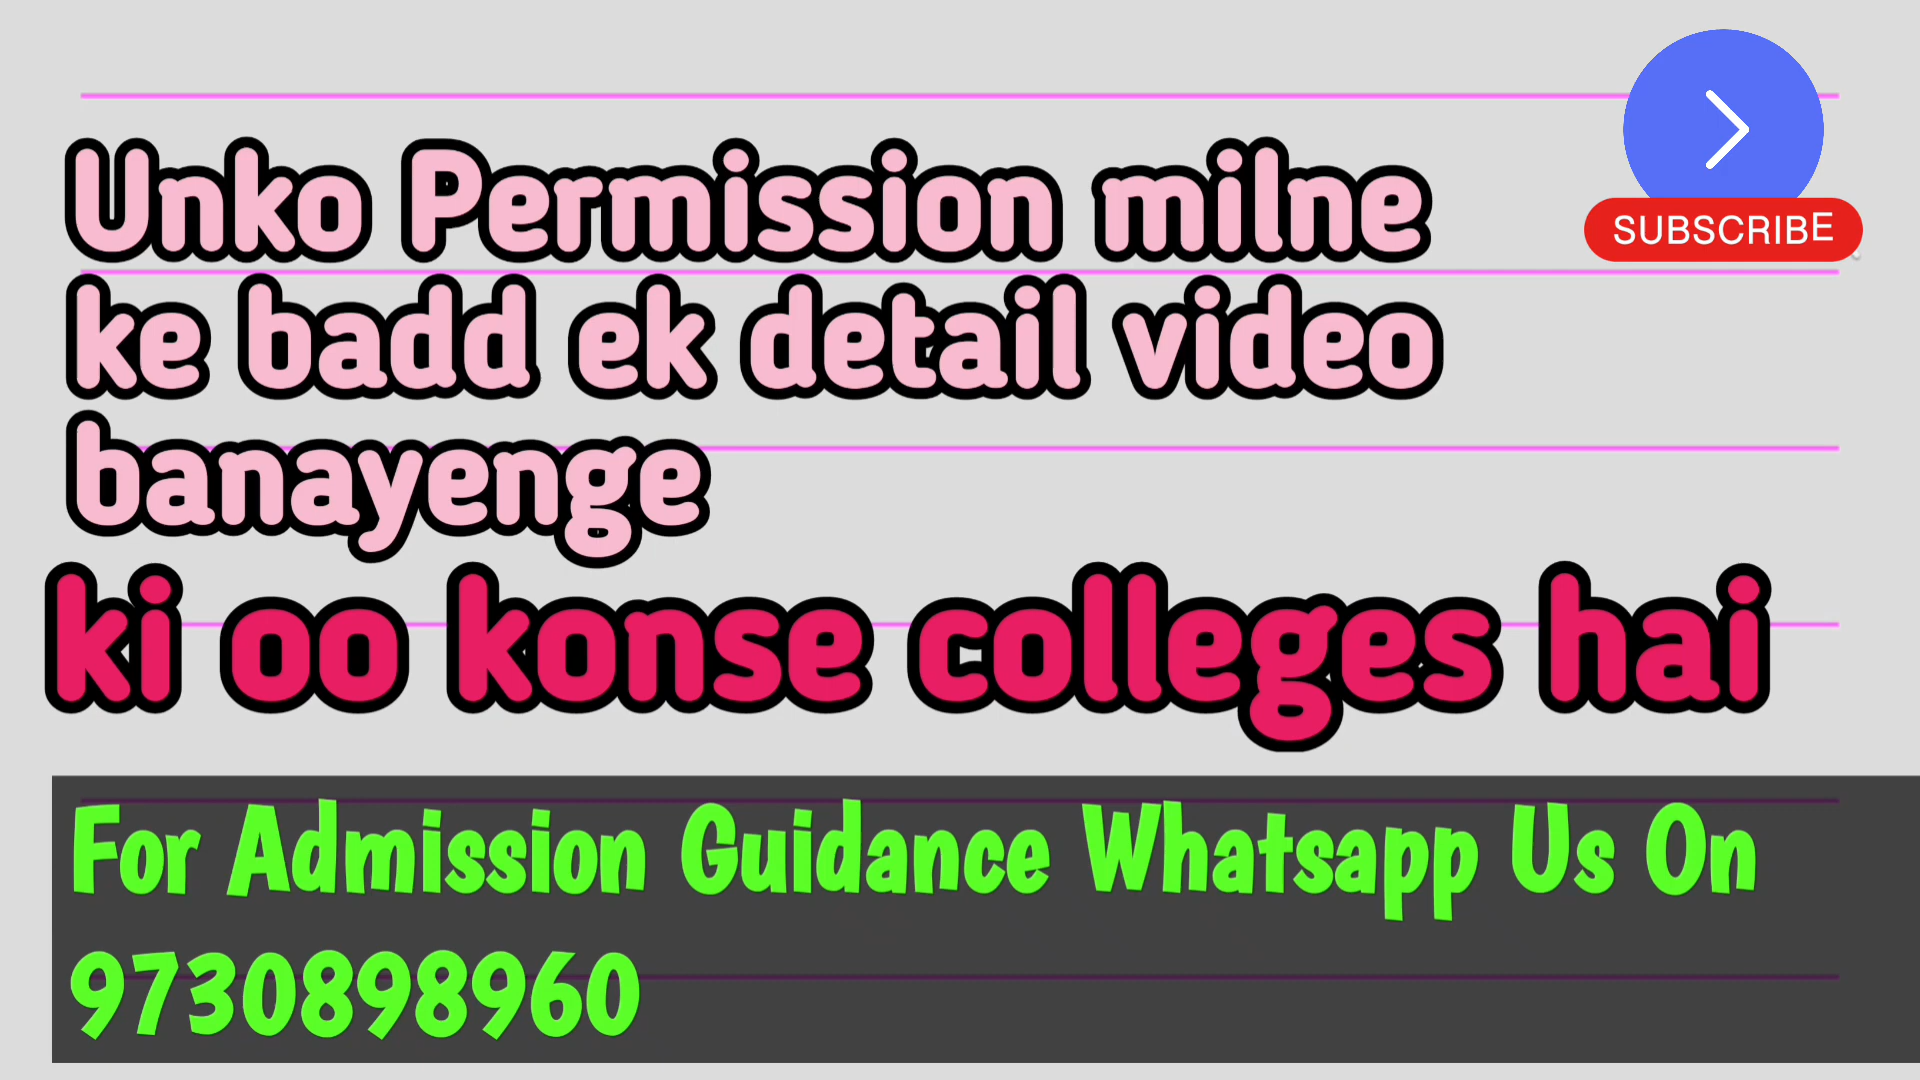 SUBSCRIBE
Unko Permission milne
ke badd ek detail video
banayenge
ki oo konse colleges hai
For Admission Guidance Whatsapp Us On
9730898960